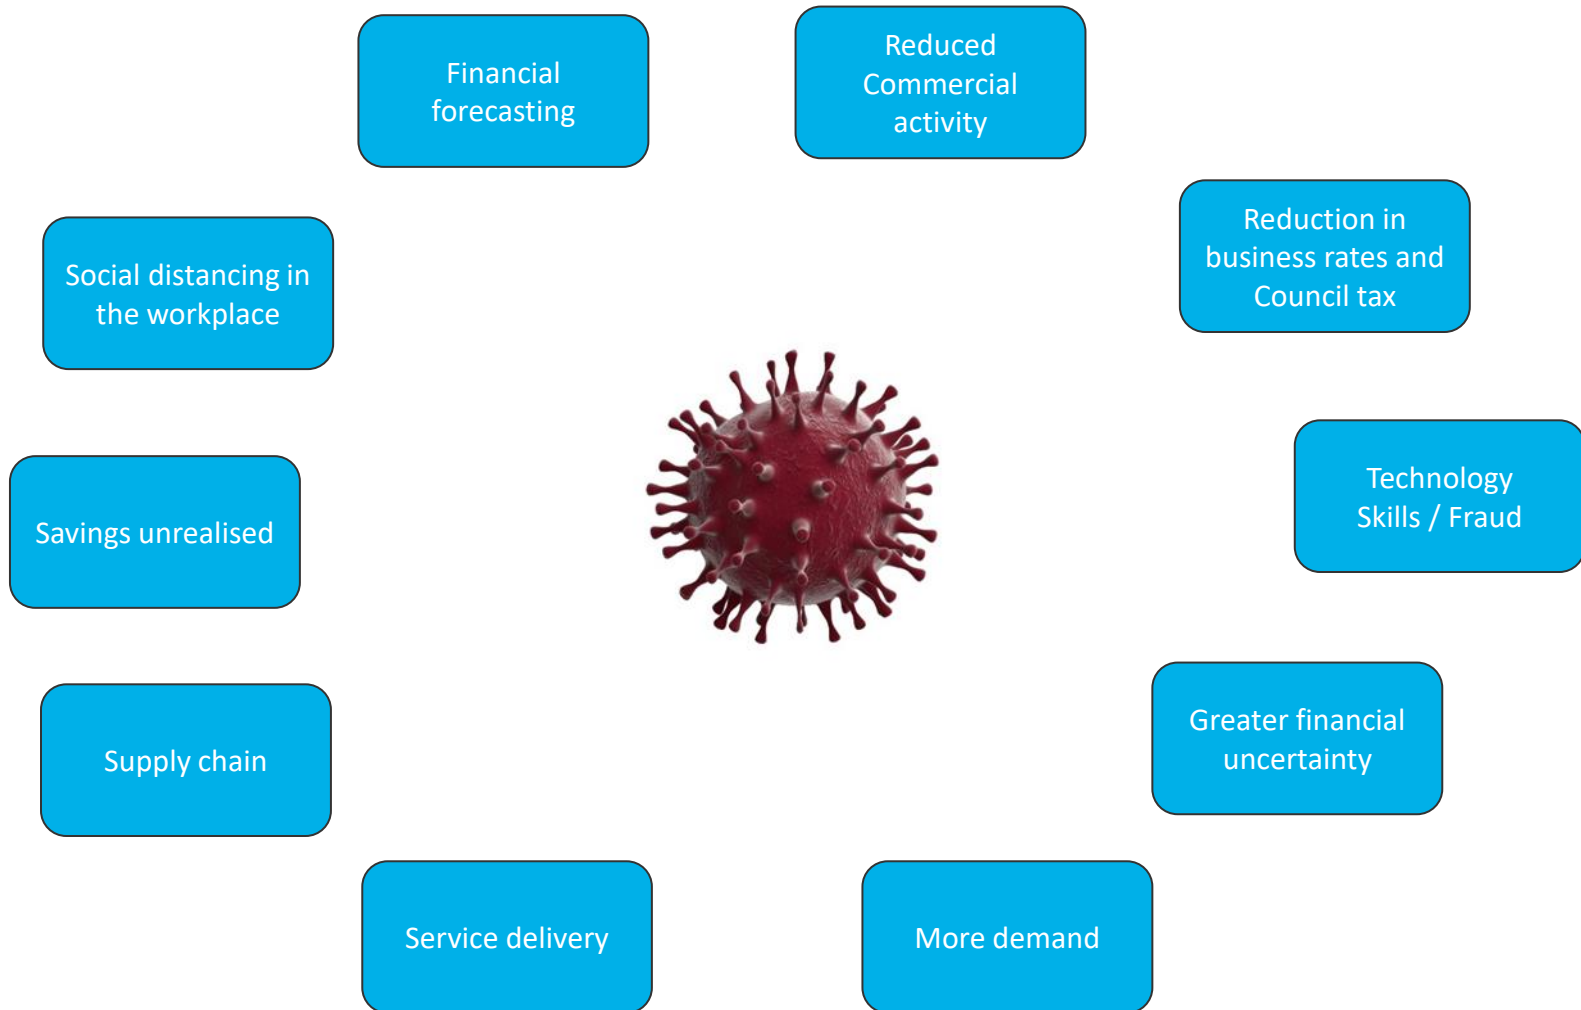 Financial
forecasting
Reduced
Commercial
activity
Reduction in
business rates and
Council tax
Social distancing in
the workplace
Technology
Skills / Fraud
Savings unrealised
Greater financial
uncertainty
Supply chain
Service delivery
More demand